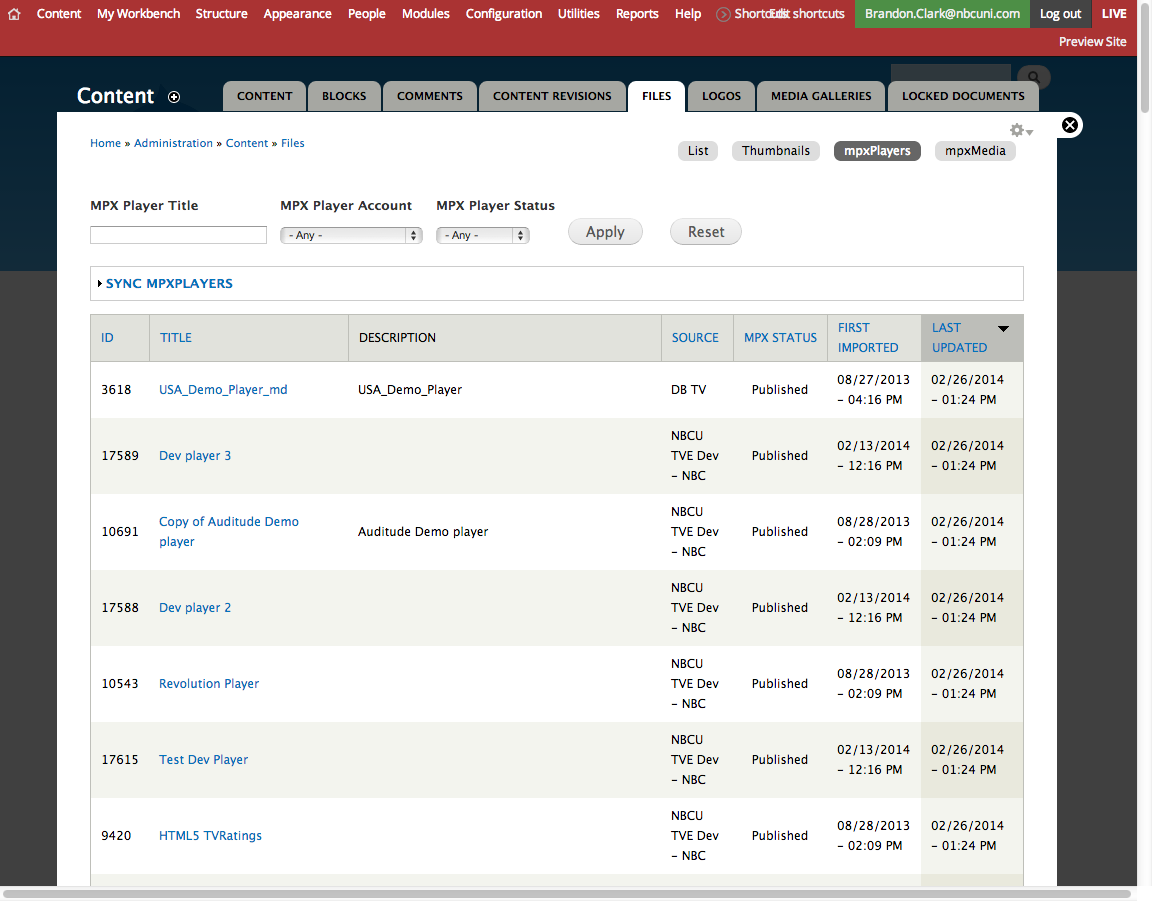 Content My Workbench Structure Appearance People Modules Configuration Utilities Reports Help Shortcuts Edit shortcuts Brandon.Clark@nbcuni.com Log out LIVE
Preview Site
Content
CONTENT BLOCKS COMMENTS CONTENT REVISIONS FILES LOGOS MEDIA GALLERIES LOCKED DOCUMENTS
Home » Administration » Content » Files
List Thumbnails mpxPlayers mpxMedia
MPX Player Title MPX Player Account MPX Player Status
- Any - - Any - Apply Reset
SYNC MPXPLAYERS
ID TITLE DESCRIPTION SOURCE MPX STATUS FIRST IMPORTED LAST UPDATED
3618 USA_Demo_Player_md USA_Demo_Player DB TV Published 08/27/2013 - 04:16 PM 02/26/2014 - 01:24 PM
17589 Dev player 3 NBCU TVE Dev - NBC Published 02/13/2014 - 12:16 PM 02/26/2014 - 01:24 PM
10691 Copy of Auditude Demo player Auditude Demo player NBCU TVE Dev - NBC Published 08/28/2013 - 02:09 PM 02/26/2014 - 01:24 PM
17588 Dev player 2 NBCU TVE Dev - NBC Published 02/13/2014 - 12:16 PM 02/26/2014 - 01:24 PM
10543 Revolution Player NBCU TVE Dev - NBC Published 08/28/2013 - 02:09 PM 02/26/2014 - 01:24 PM
17615 Test Dev Player NBCU TVE Dev - NBC Published 02/13/2014 - 12:16 PM 02/26/2014 - 01:24 PM
9420 HTML5 TVRatings NBCU TVE Dev - NBC Published 08/28/2013 - 02:09 PM 02/26/2014 - 01:24 PM